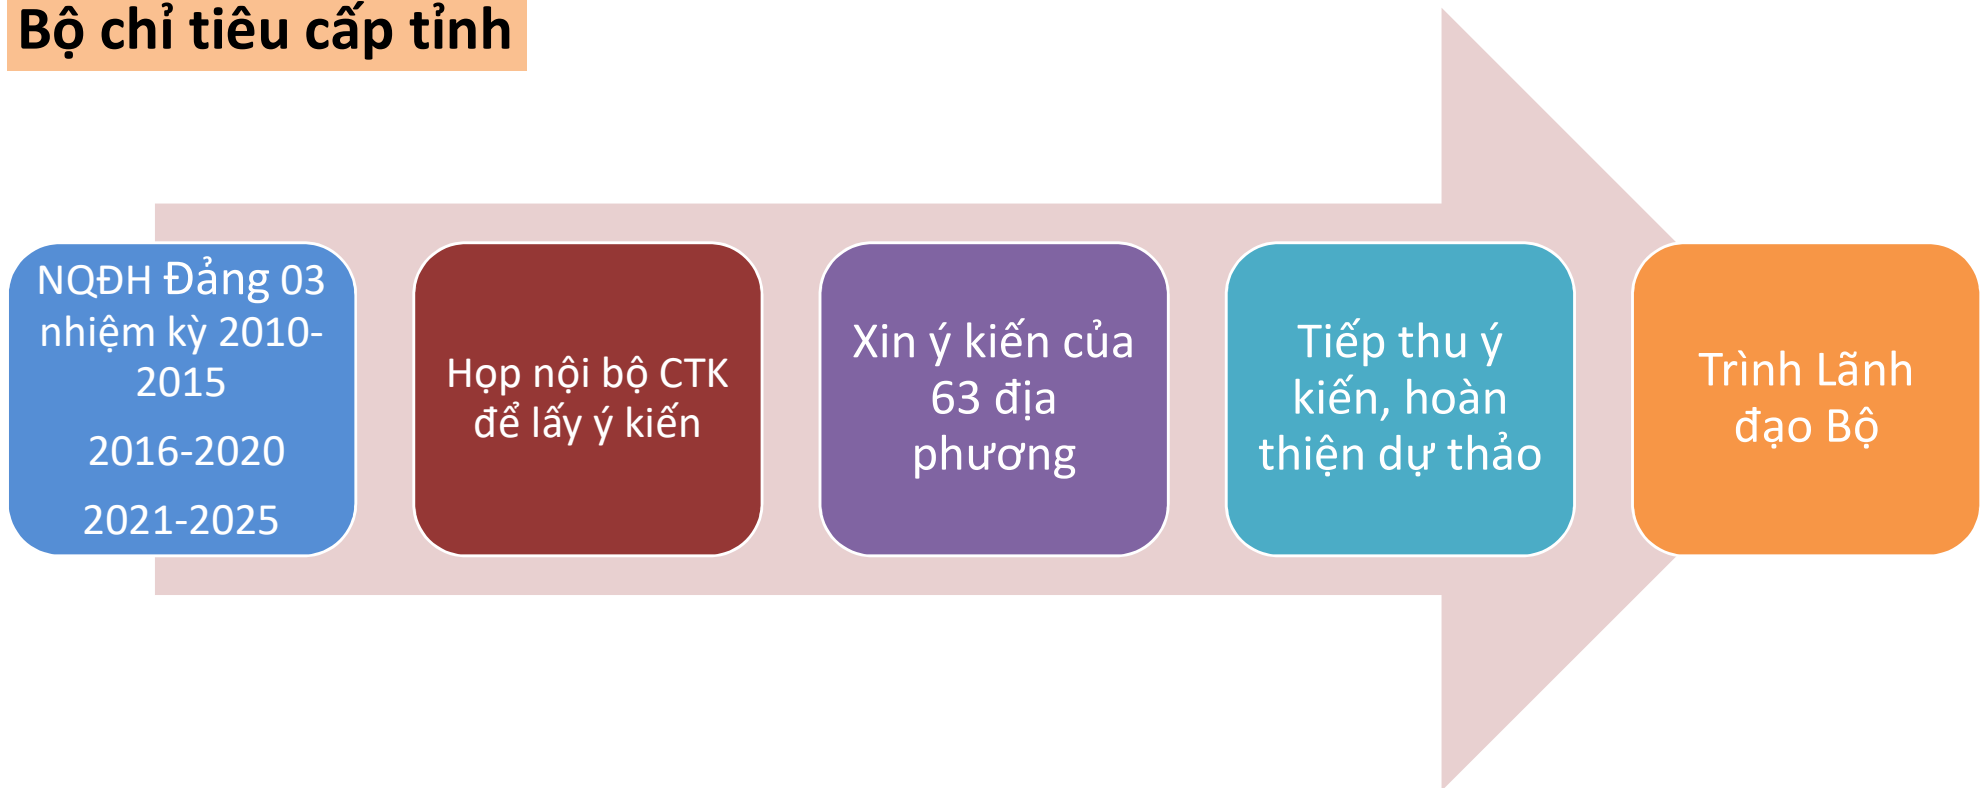 Bộ chỉ tiêu cấp tỉnh
NQĐH Đảng 03
nhiệm kỳ 2010-
2015
2016-2020
2021-2025
Họp nội bộ CTK
để lấy ý kiến
Xin ý kiến của
63 địa
phương
Tiếp thu ý
kiến, hoàn
thiện dự thảo
Trình Lãnh
đạo Bộ